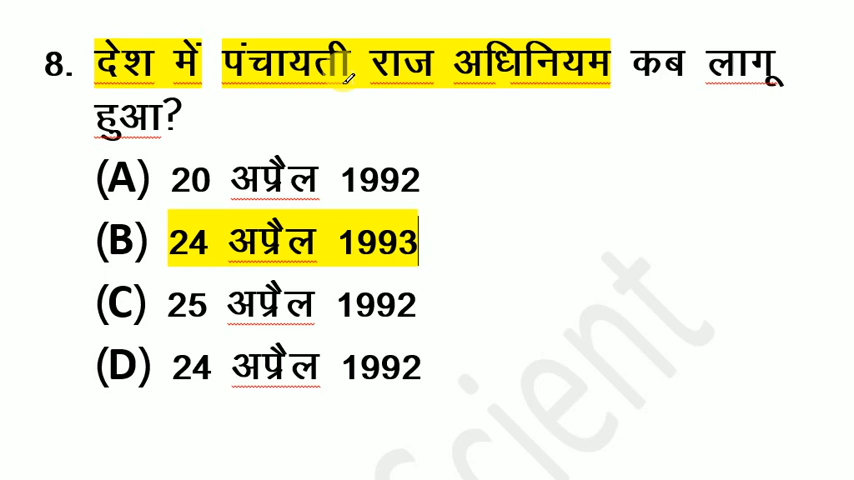 8. देश में पंचायती राज अधिनियम कब लागू
हुआ?
(A) 20 अप्रैल 1992
(B) 24 अप्रैल 1993
(C) 25 अप्रैल 1992
(D) 24 अप्रैल 1992